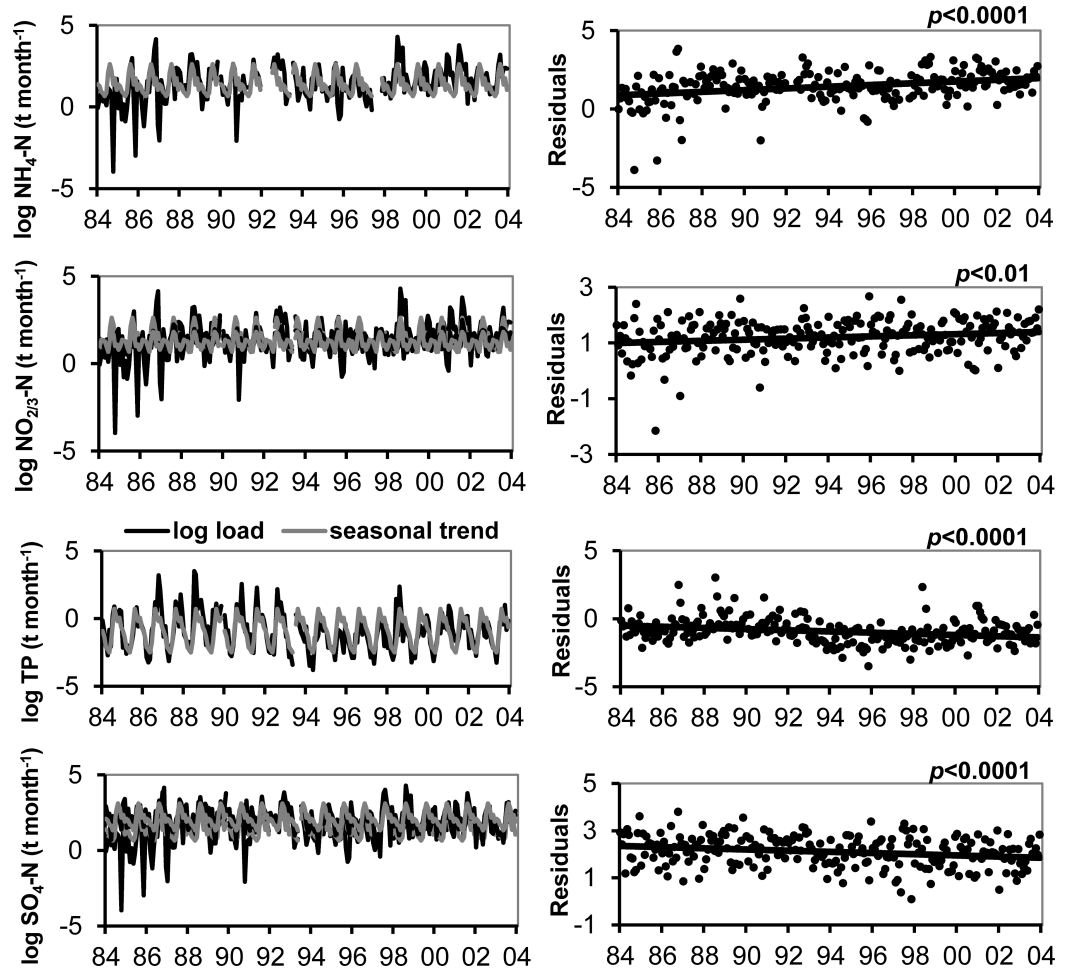 p<0.0001
log NH4-N (t month-1)
5
0
-5
84 86 88 90 92 94 96 98 00 02 04
Residuals
5
0
-5
84 86 88 90 92 94 96 98 00 02 04
p<0.01
log NO2/3-N (t month-1)
5
0
-5
84 86 88 90 92 94 96 98 00 02 04
Residuals
3
1
-1
-3
84 86 88 90 92 94 96 98 00 02 04
log load seasonal trend
p<0.0001
log TP (t month-1)
5
0
-5
84 86 88 90 92 94 96 98 00 02 04
Residuals
5
0
-5
84 86 88 90 92 94 96 98 00 02 04
p<0.0001
log SO4-N (t month-1)
5
0
-5
84 86 88 90 92 94 96 98 00 02 04
Residuals
5
3
1
-1
84 86 88 90 92 94 96 98 00 02 04